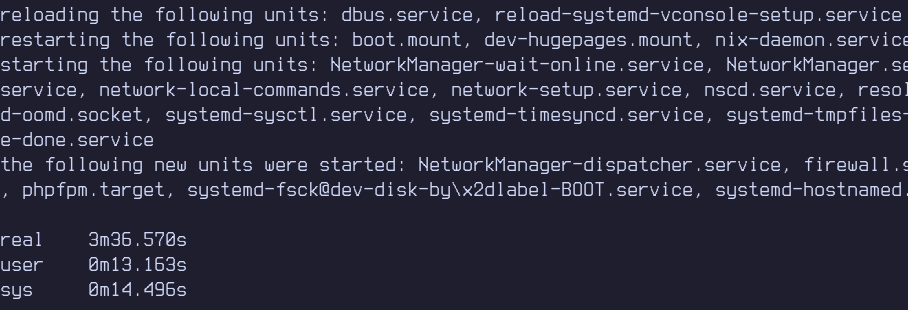 reloading the following units: dbus.service, reload-systemd-vconsole-setup.service
restarting the following units: boot.mount, dev-hugepages.mount, nix-daemon.service
starting the following units: NetworkManager-wait-online.service, NetworkManager.se
service, network-local-commands.service, network-setup.service, nscd.service, resol
d-oomd.socket, systemd-sysctl.service, systemd-timesyncd.service, systemd-tmpfiles-
e-done.service
the following new units were started: NetworkManager-dispatcher.service, firewall.s
, phpfpm.target, systemd-fsck@dev-disk-by\x2dlabel-BOOT.service, systemd-hostnamed.
real 3m36.570s
user 0m13.163s
sys 0m14.496s